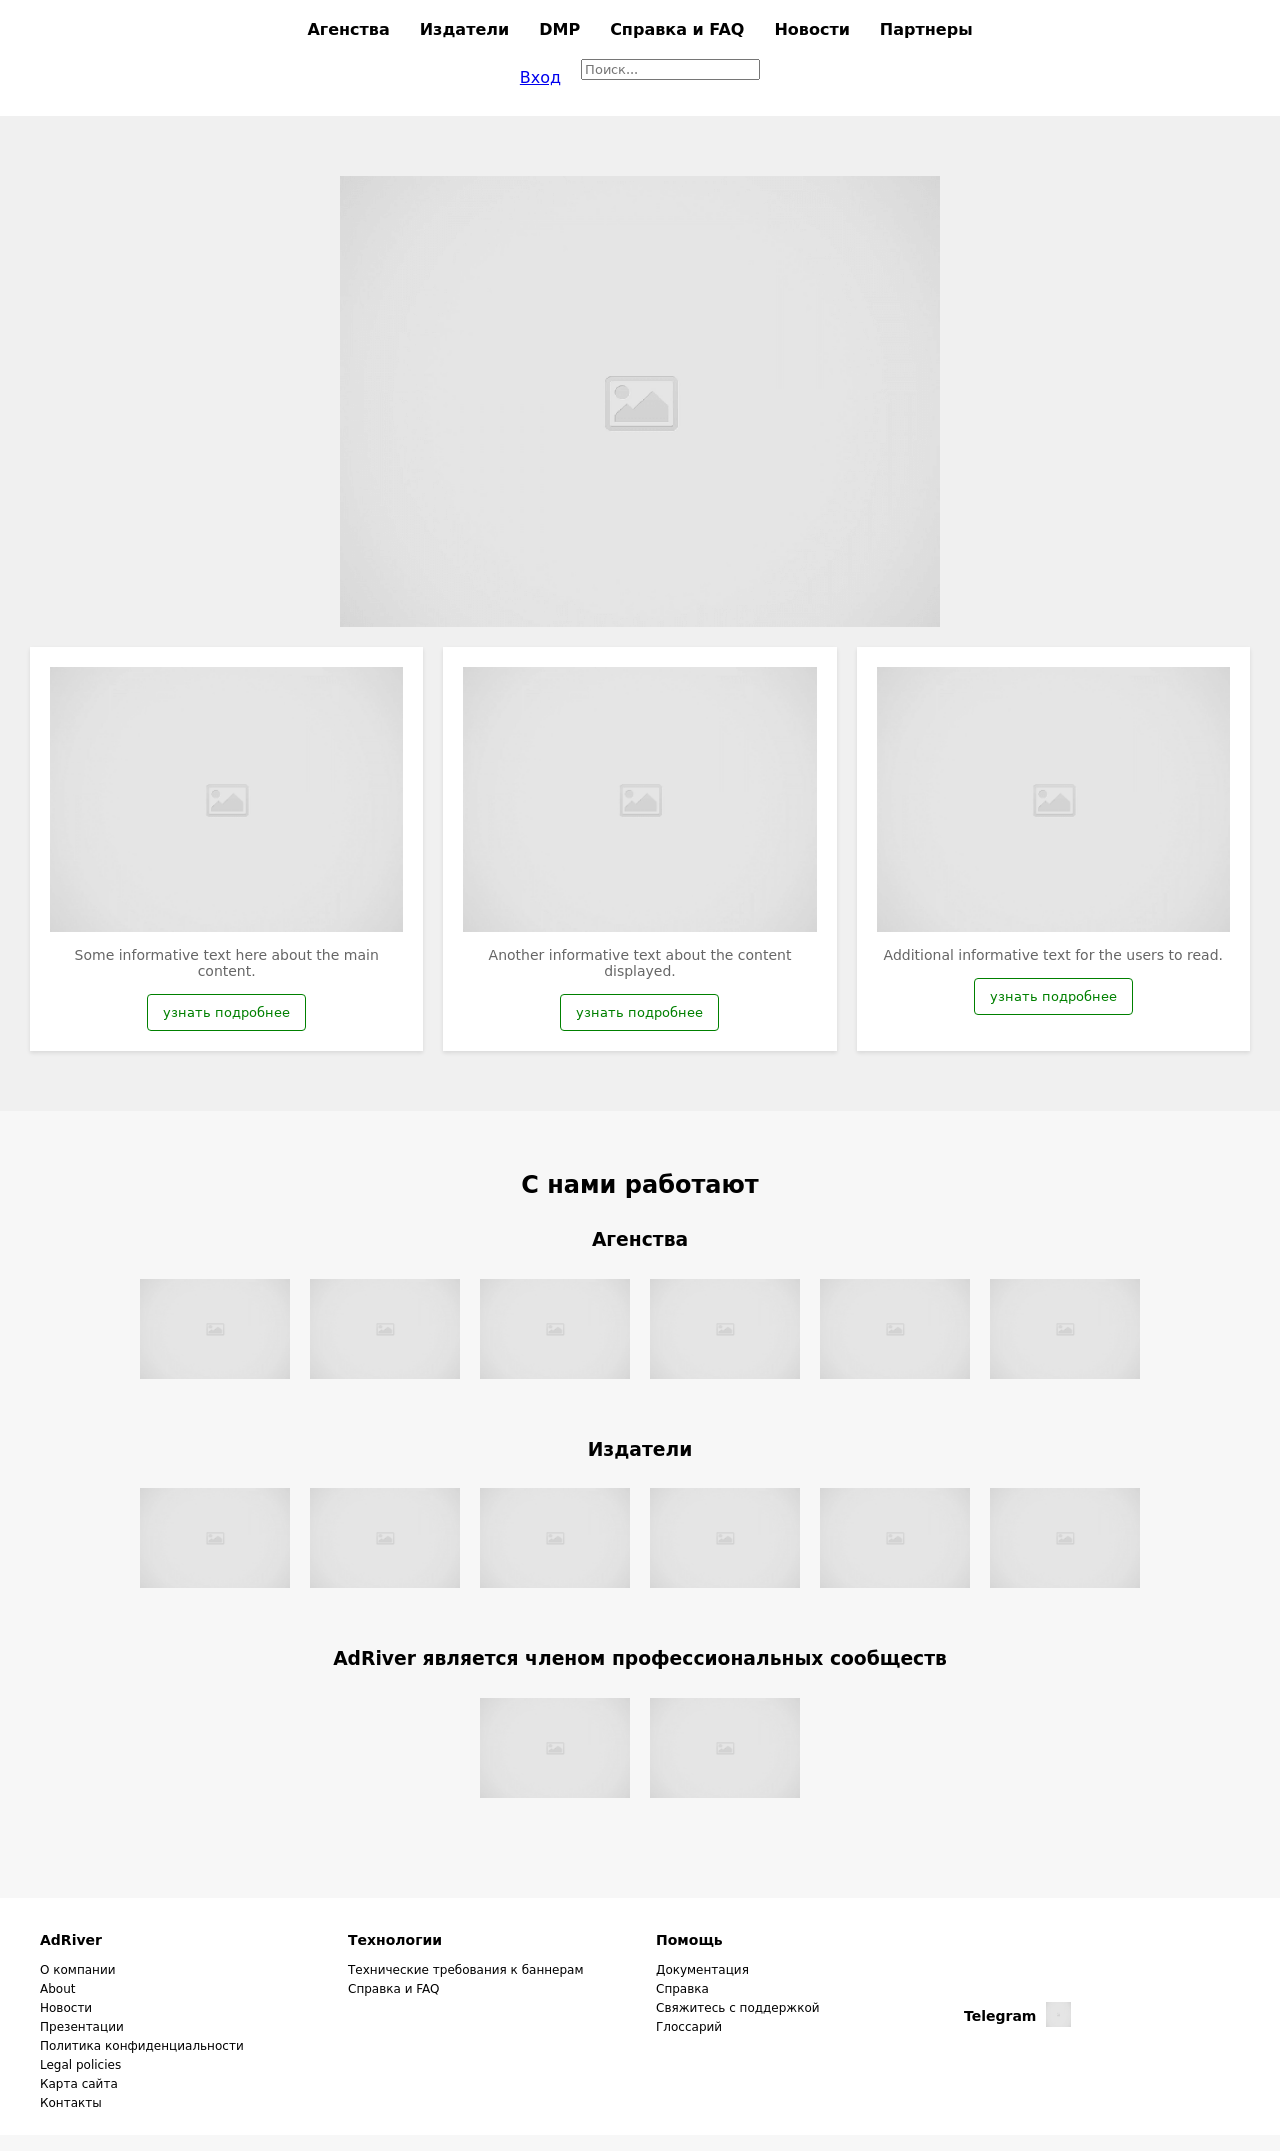 Агенства Издатели DMP Справка и FAQ Новости Партнеры
Вход Поиск...
Some informative text here about the main
content.
узнать подробнее
Another informative text about the content
displayed.
узнать подробнее
Additional informative text for the users to read.
узнать подробнее
С нами работают
Агенства
Издатели
AdRiver является членом профессиональных сообществ
AdRiver
О компании
About
Новости
Презентации
Политика конфиденциальности
Legal policies
Карта сайта
Контакты
Технологии
Технические требования к баннерам
Справка и FAQ
Помощь
Документация
Справка
Свяжитесь с поддержкой
Глоссарий
Telegram